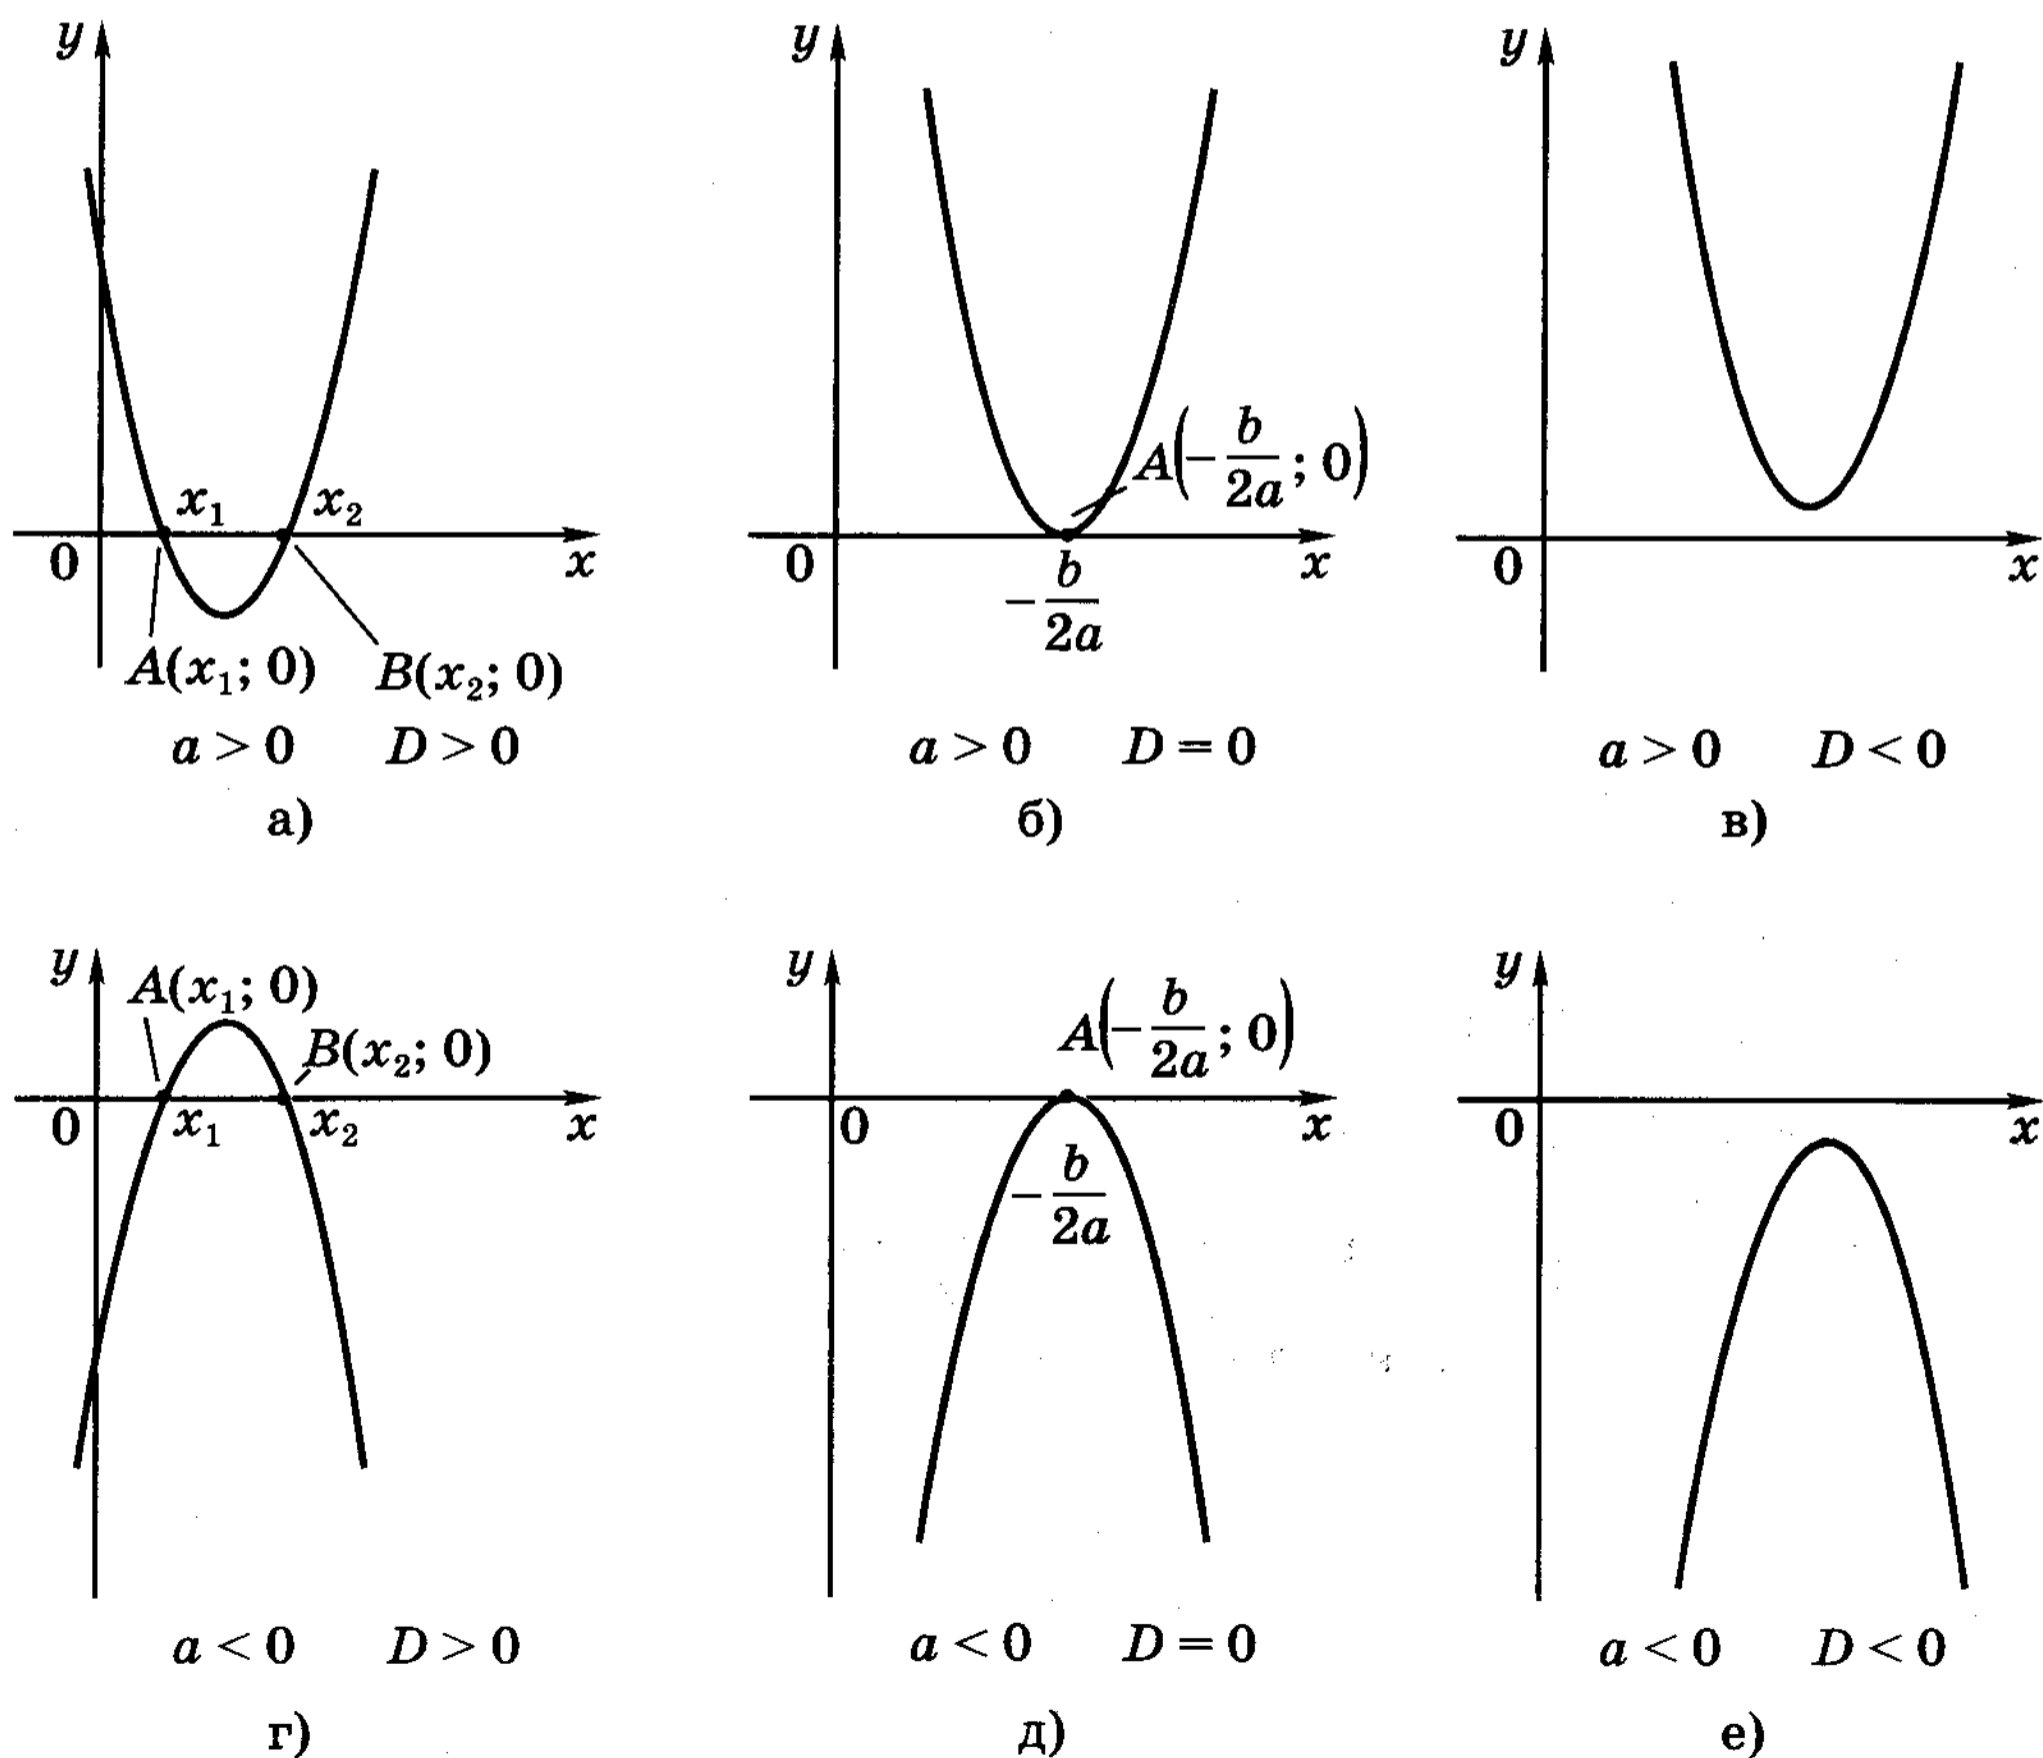 y
y
y
x₁
x₂
A(-b/2a; 0)
0
x
0
-b/2a
x
0
x
A(x₁; 0)
B(x₂; 0)
a > 0 D > 0
a > 0 D = 0
a > 0 D < 0
а)
б)
в)
y
A(x₁; 0)
B(x₂; 0)
y
A(-b/2a; 0)
y
0
x₁
x₂
x
0
-b/2a
x
0
x
a < 0 D > 0
a < 0 D = 0
a < 0 D < 0
г)
д)
е)